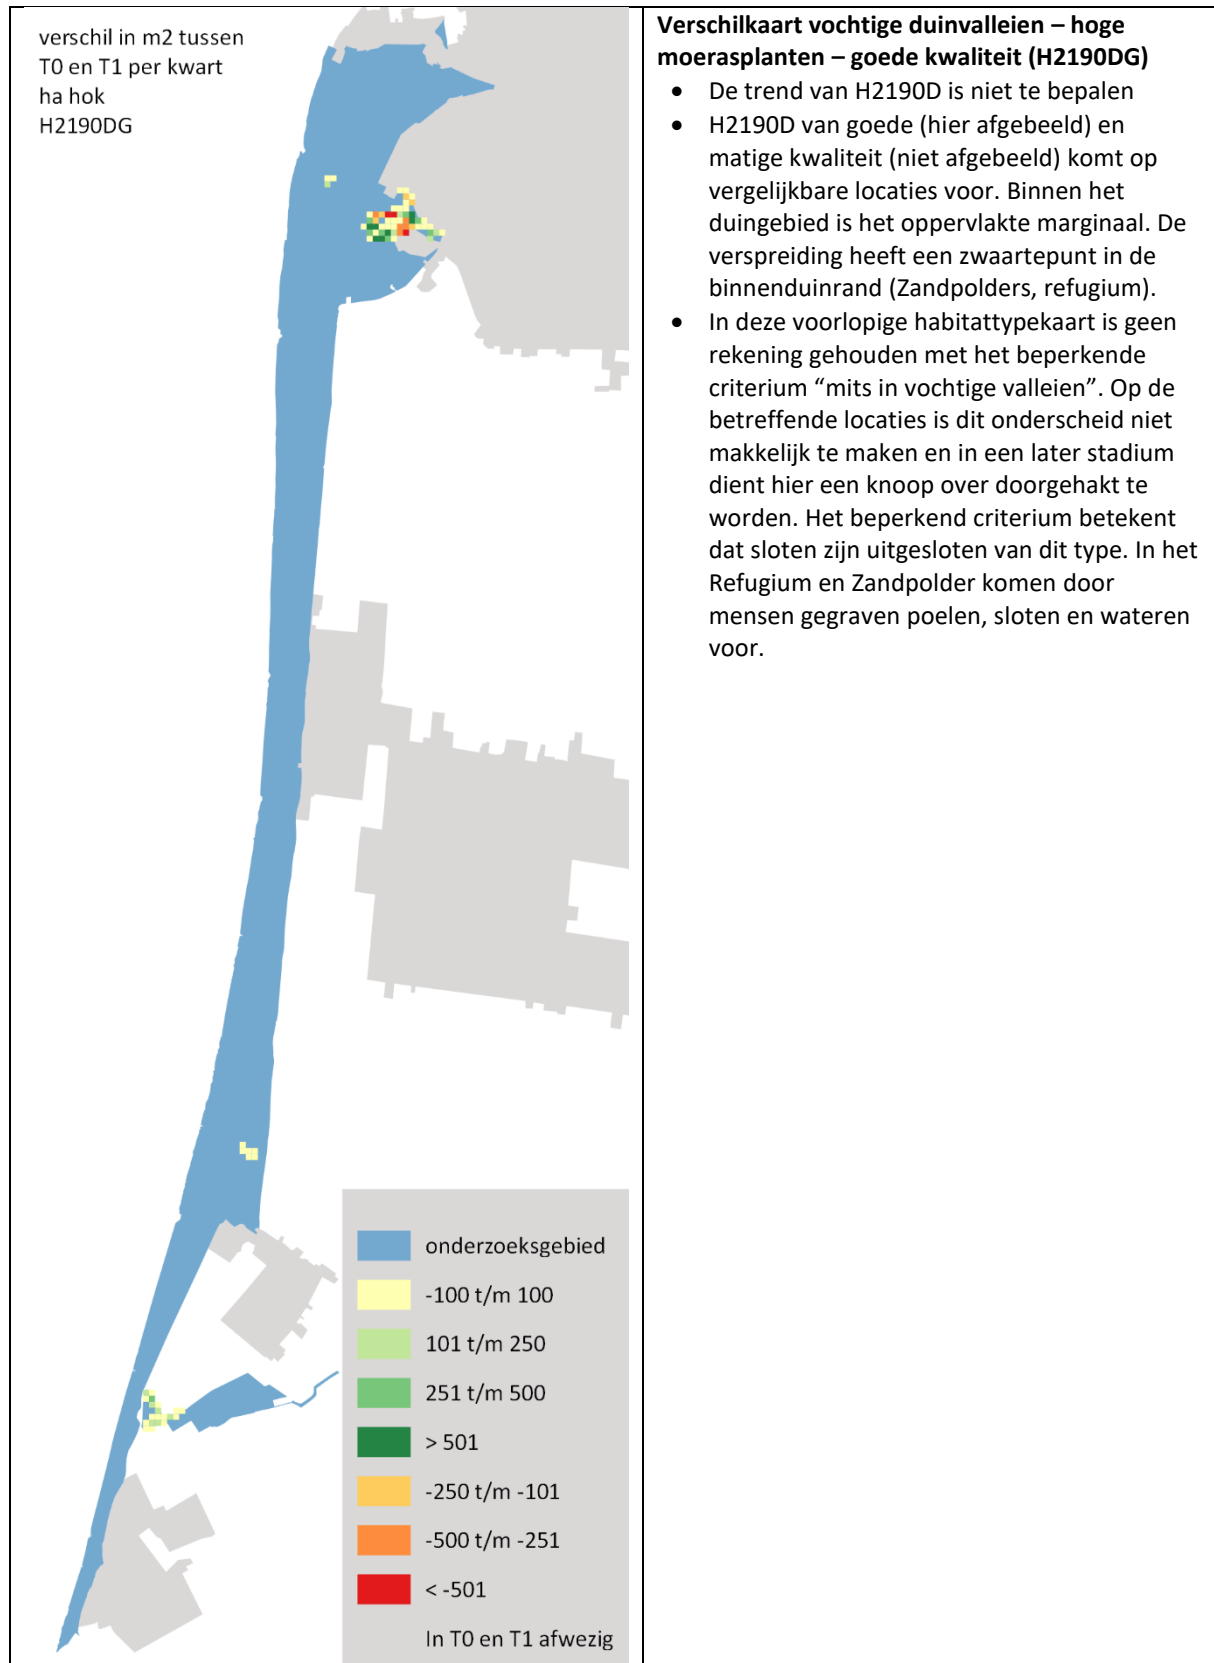 verschil in m2 tussen
T0 en T1 per kwart
ha hok
H2190DG
onderzoeksgebied
-100 t/m 100
101 t/m 250
251 t/m 500
> 501
-250 t/m -101
-500 t/m -251
< -501
In T0 en T1 afwezig
Verschilkaart vochtige duinvalleien – hoge
moerasplanten – goede kwaliteit (H2190DG)
• De trend van H2190D is niet te bepalen
• H2190D van goede (hier afgebeeld) en
matige kwaliteit (niet afgebeeld) komt op
vergelijkbare locaties voor. Binnen het
duingebied is het oppervlakte marginaal. De
verspreiding heeft een zwaartepunt in de
binnenduinrand (Zandpolders, refugium).
• In deze voorlopige habitattypekaart is geen
rekening gehouden met het beperkende
criterium “mits in vochtige valleien”. Op de
betreffende locaties is dit onderscheid niet
makkelijk te maken en in een later stadium
dient hier een knoop over doorgehakt te
worden. Het beperkend criterium betekent
dat sloten zijn uitgesloten van dit type. In het
Refugium en Zandpolder komen door
mensen gegraven poelen, sloten en wateren
voor.